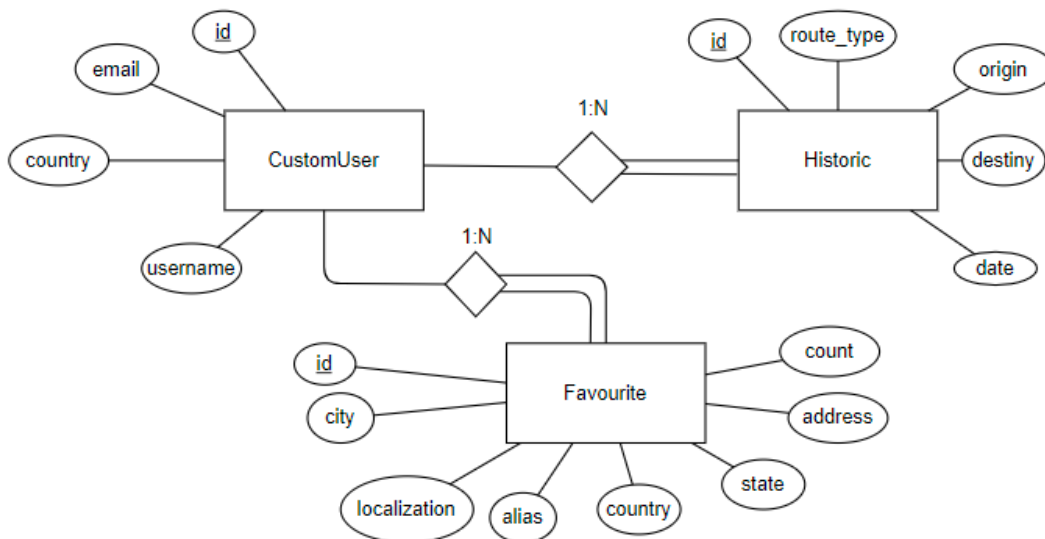 id
email
country
CustomUser
username
1:N
id
route_type
origin
Historic
destiny
date
1:N
id
city
localization
alias
country
state
address
count
Favourite